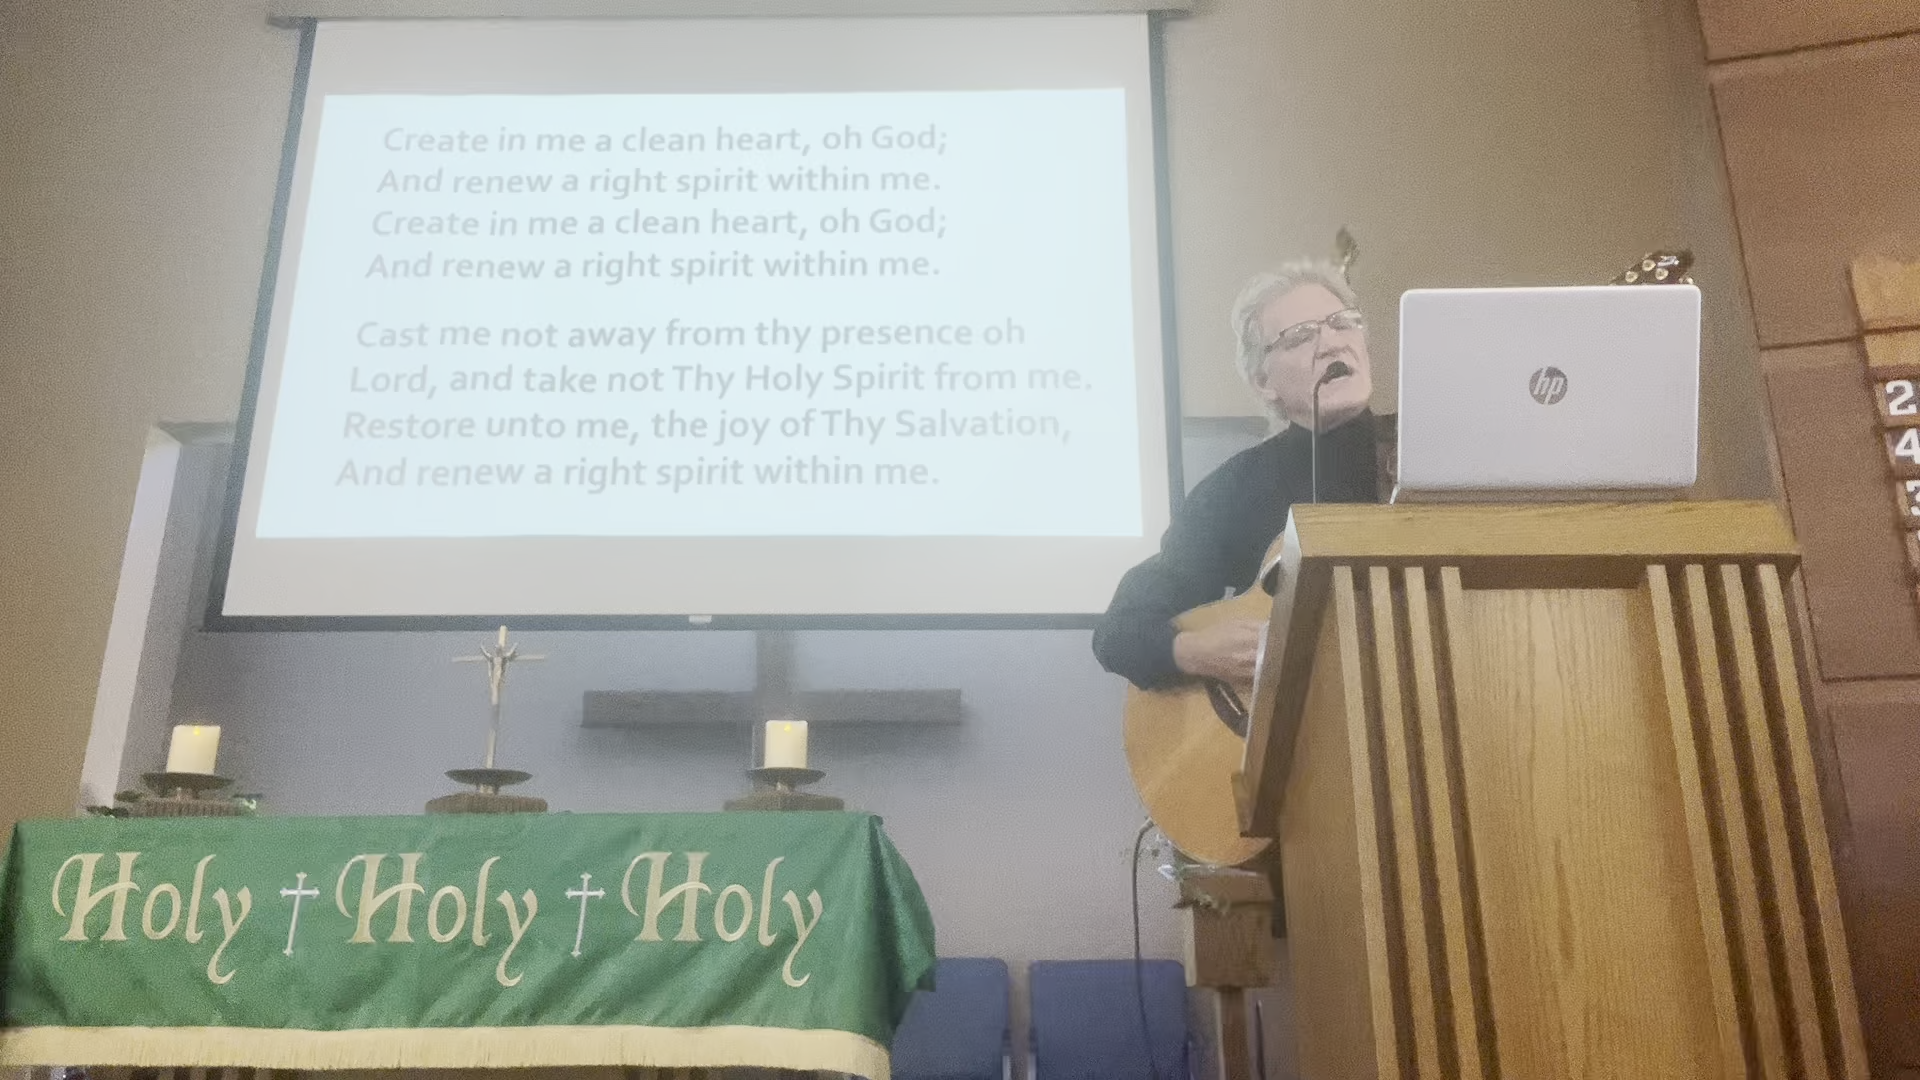 Create in me a clean heart, oh God;
And renew a right spirit within me.
Create in me a clean heart, oh God;
And renew a right spirit within me.
Cast me not away from thy presence oh
Lord, and take not Thy Holy Spirit from me.
Restore unto me, the joy of Thy Salvation,
And renew a right spirit within me.
hp
2
4
Holy Holy Holy